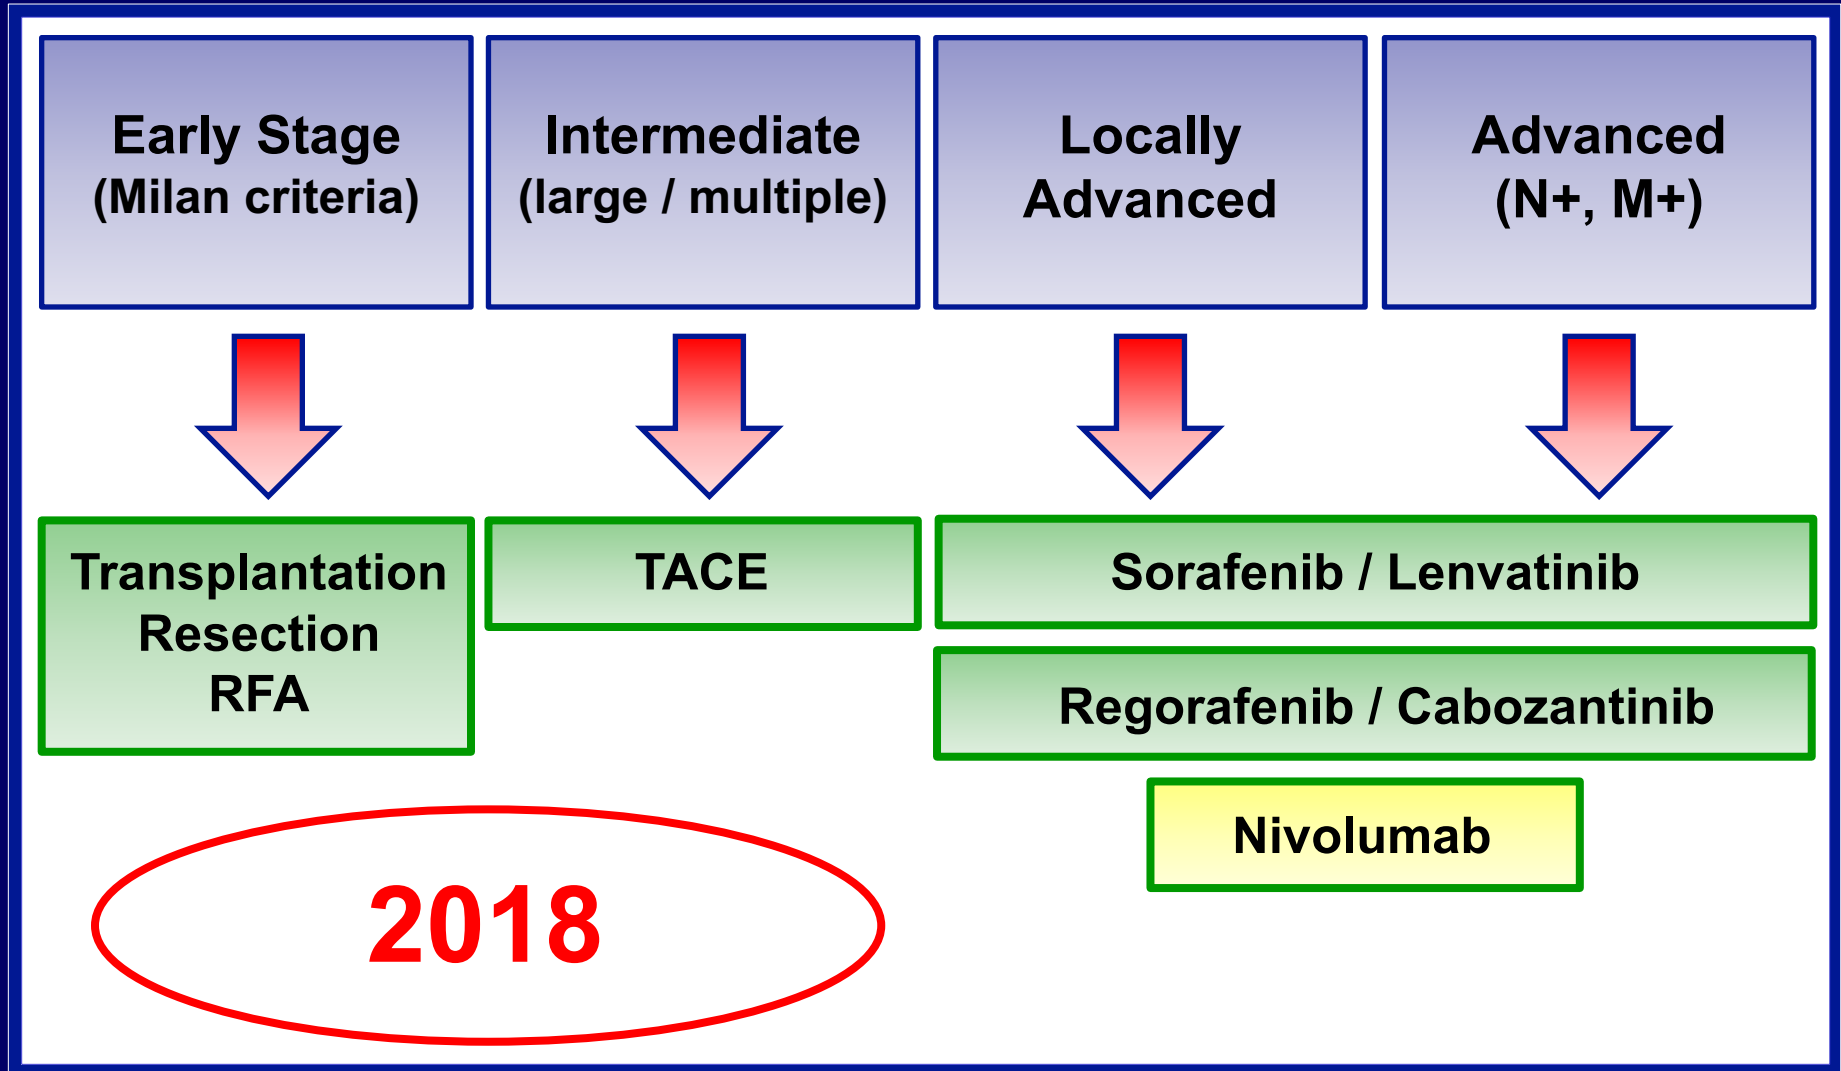 Early Stage
(Milan criteria)
Intermediate
(large / multiple)
Locally
Advanced
Advanced
(N+, M+)
Transplantation
Resection
RFA
TACE
Sorafenib / Lenvatinib
Regorafenib / Cabozantinib
Nivolumab
2018